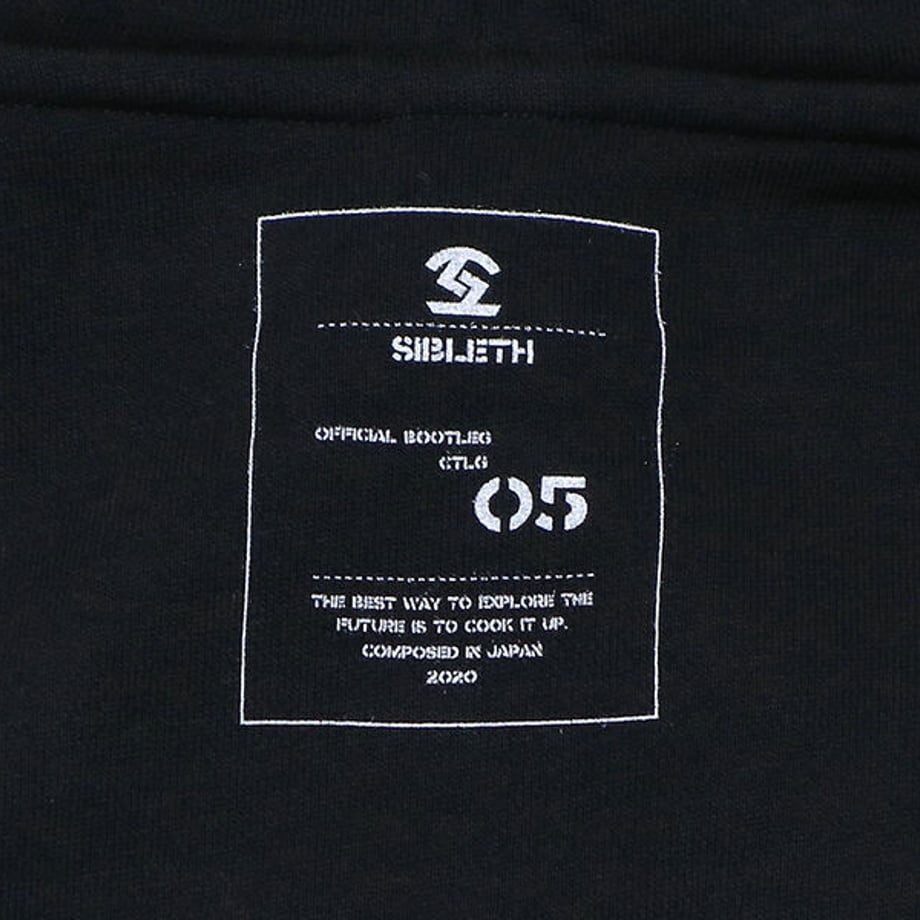 SIBLETH
OFFICIAL BOOTLEG
CTLG
05
THE BEST WAY TO EXPLORE THE
FUTURE IS TO COOK IT UP.
COMPOSED IN JAPAN
2020